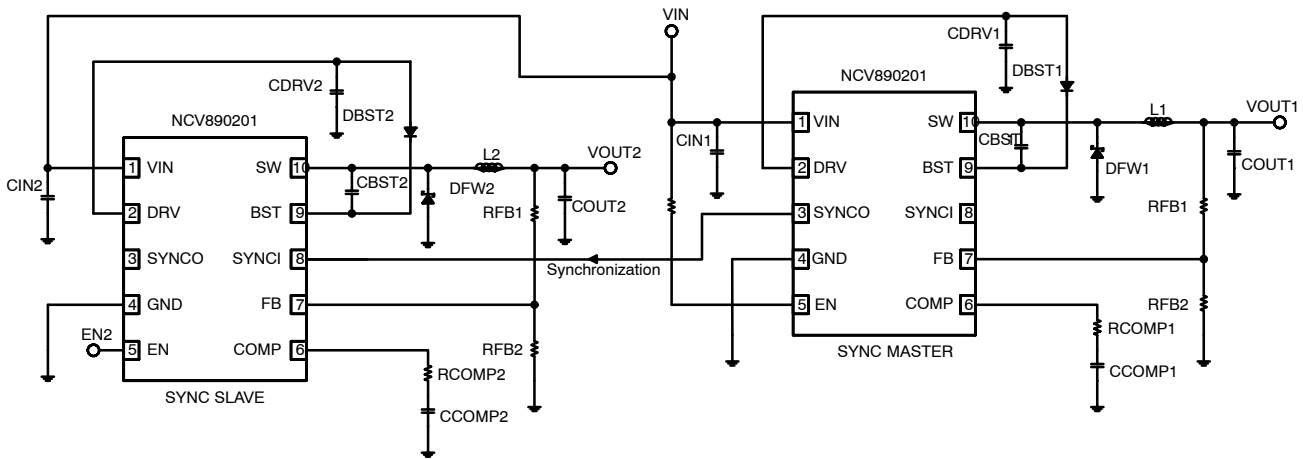 VIN
CDRV1
DBST1
NCV890201
CDRV2
DBST2
NCV890201
L1
VOUT1
1 VIN
SW 10
CIN1
CBST1
DFW1
COUT1
2 DRV
BST 9
3 SYNCO
SYNCI 8
RFB1
4 GND
FB 7
5 EN
COMP 6
RFB2
RCOMP1
CCOMP1
SYNC MASTER
L2
VOUT2
1 VIN
SW 10
CIN2
CBST2
DFW2
COUT2
2 DRV
BST 9
RFB1
3 SYNCO
SYNCI 8
Synchronization
4 GND
FB 7
EN2
5 EN
COMP 6
RFB2
RCOMP2
CCOMP2
SYNC SLAVE